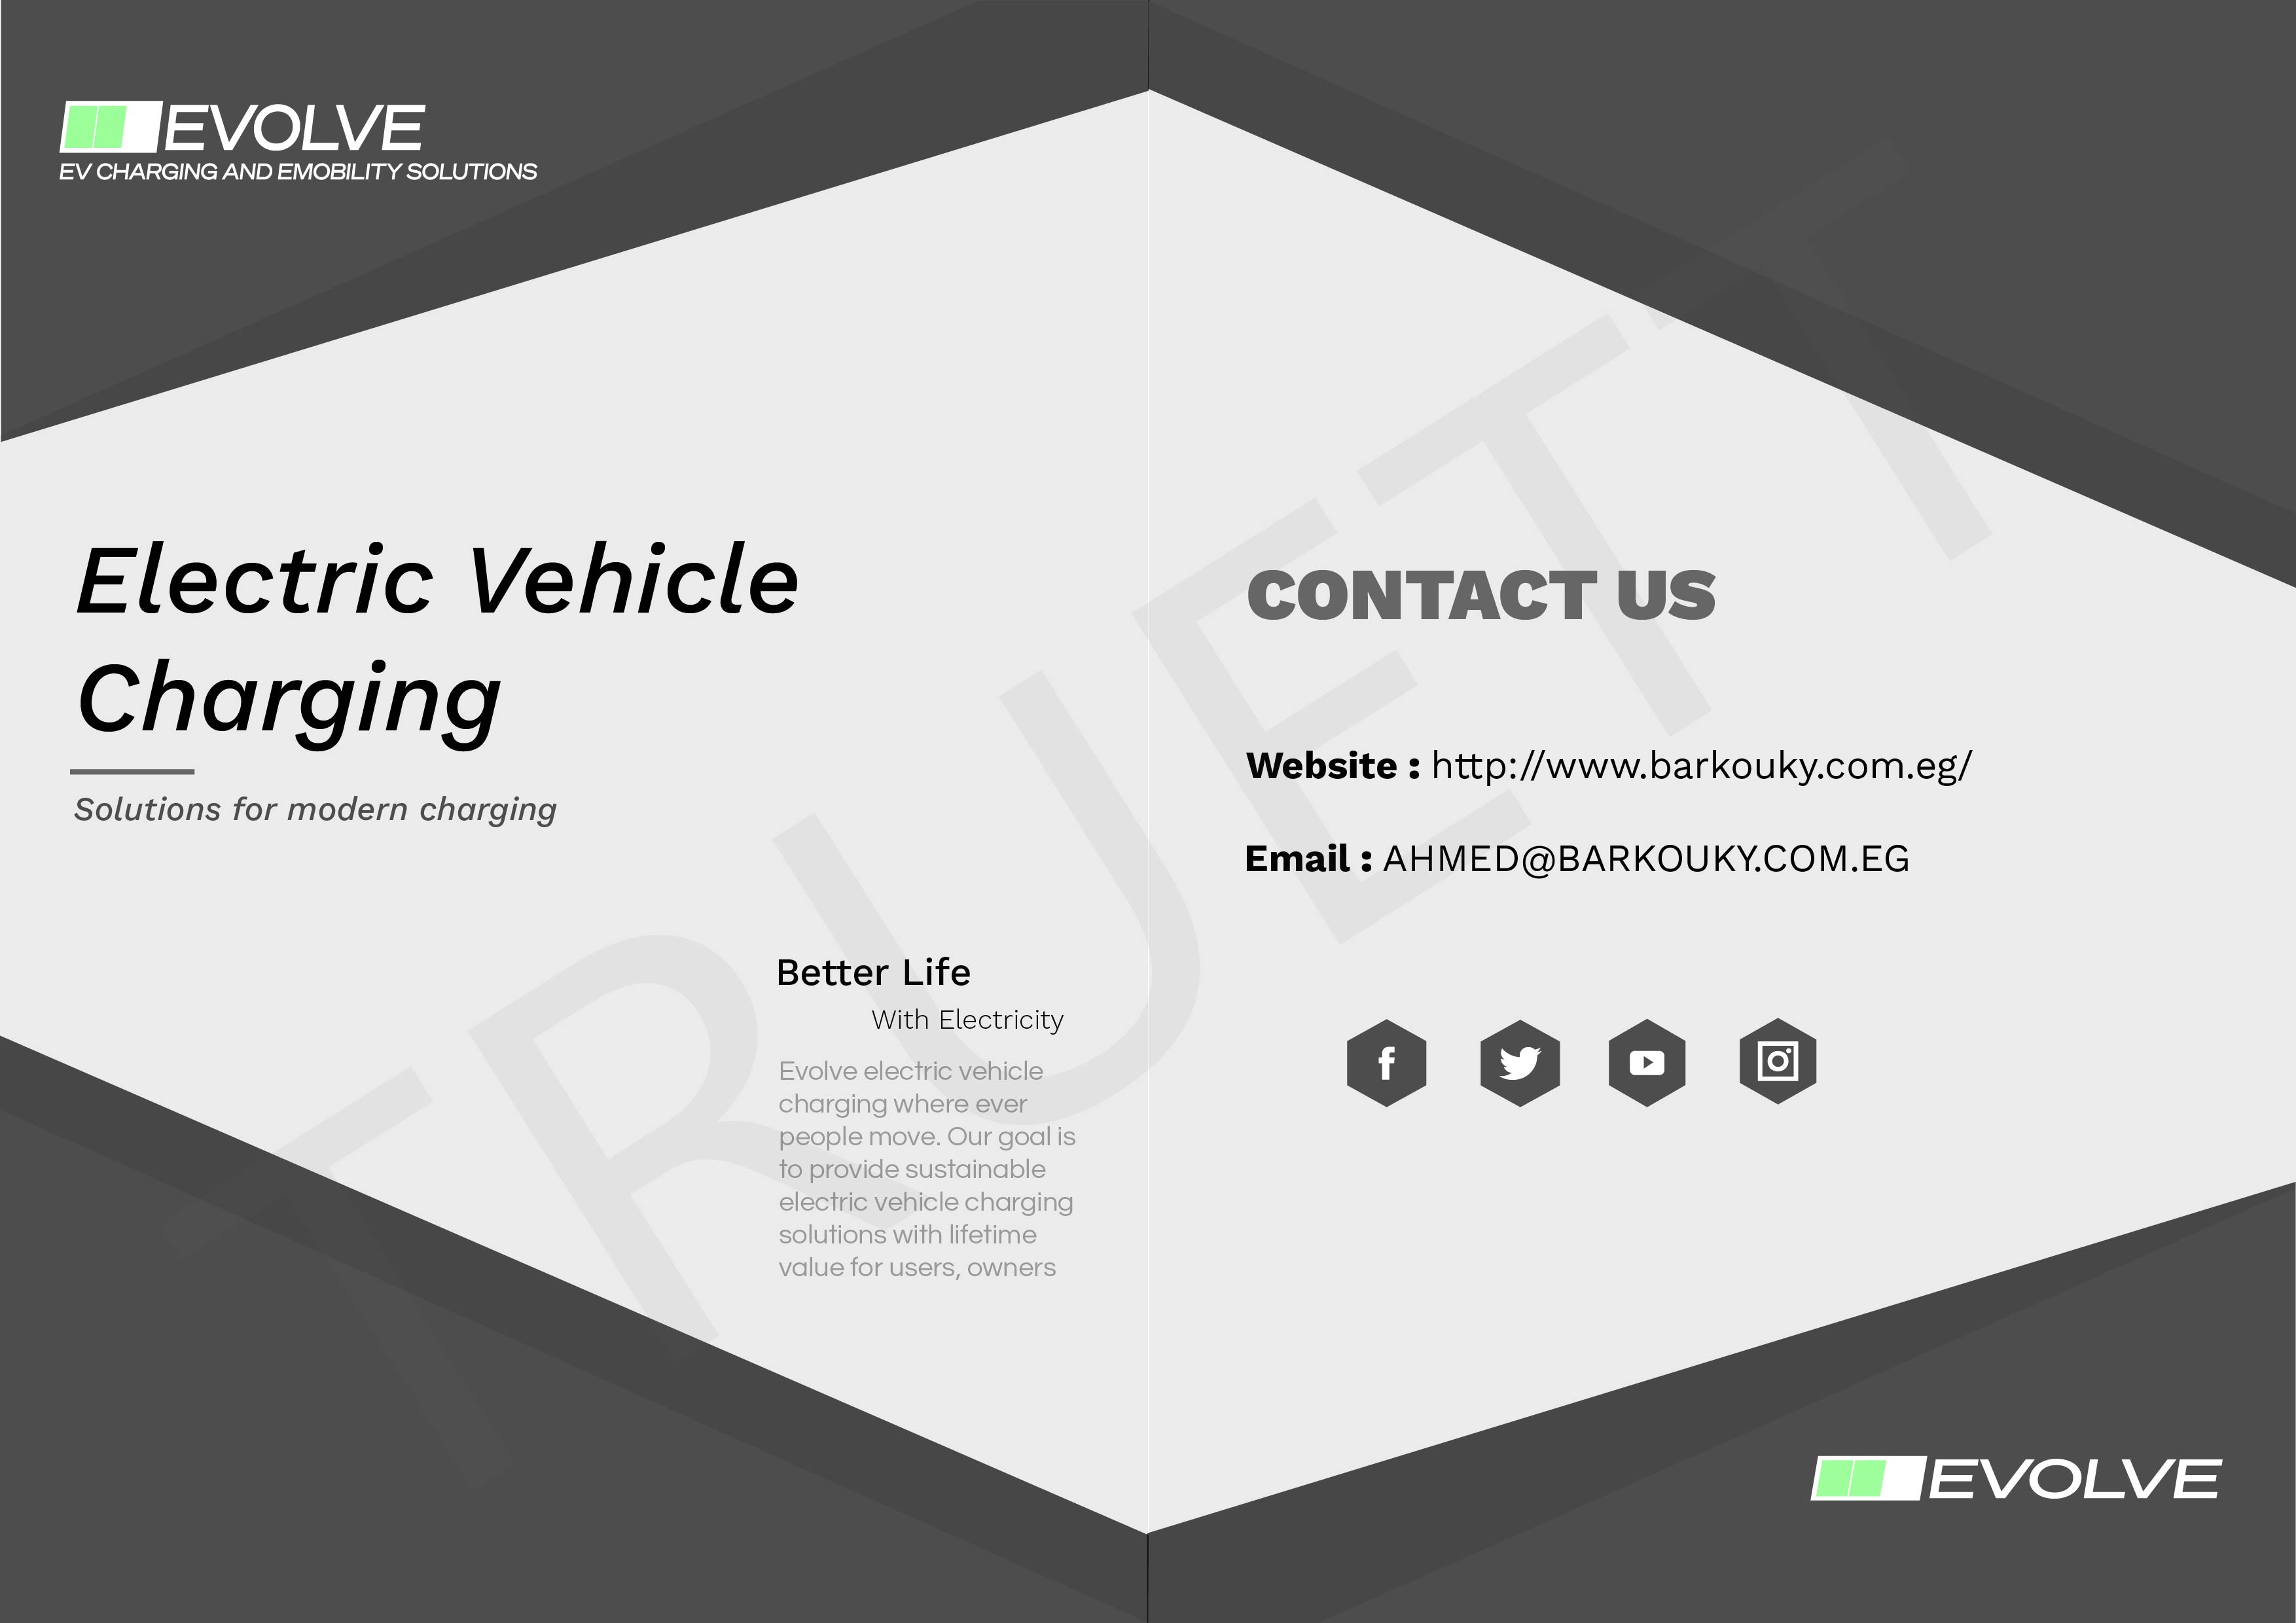 EVOLVE
EV CHARGING AND EMOBILITY SOLUTIONS
Electric Vehicle
Charging
Solutions for modern charging
Better Life
With Electricity
Evolve electric vehicle
charging where ever
people move. Our goal is
to provide sustainable
electric vehicle charging
solutions with lifetime
value for users, owners
CONTACT US
Website : http://www.barkouky.com.eg/
Email : AHMED@BARKOUKY.COM.EG
EVOLVE
TRUETT